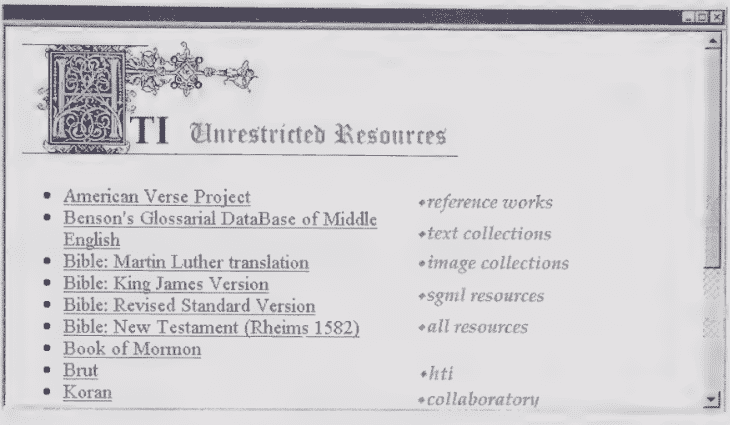 HTI Unrestricted Resources
American Verse Project
Benson's Glossarial DataBase of Middle
English
Bible: Martin Luther translation
Bible: King James Version
Bible: Revised Standard Version
Bible: New Testament (Rheims 1582)
Book of Mormon
Brut
Koran
reference works
text collections
image collections
sgml resources
all resources
hti
collaboratory